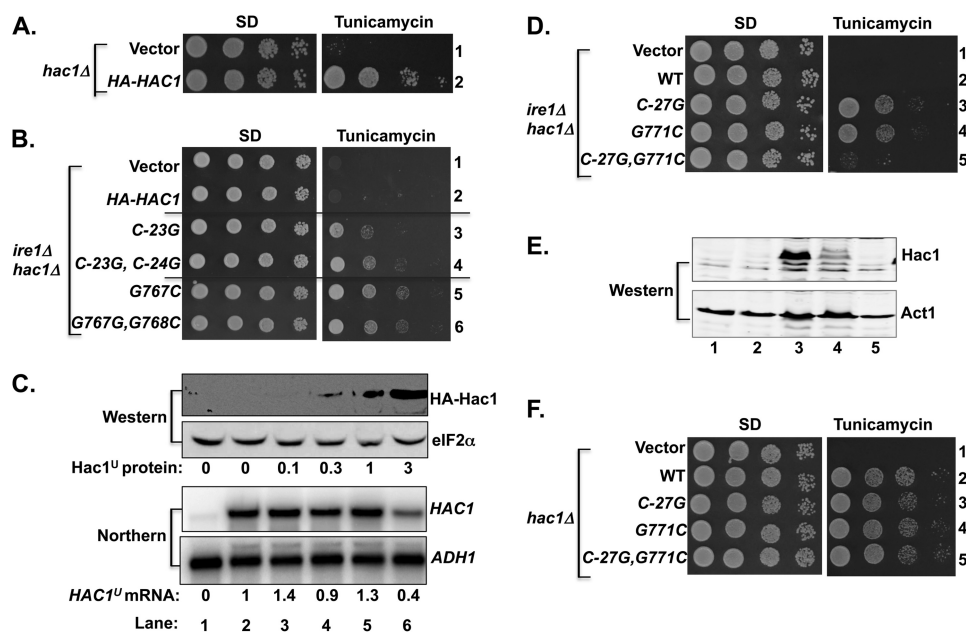 A.
SD Tunicamycin
hac1Δ
Vector 1
HA-HAC1 2
B.
SD Tunicamycin
ire1Δ
hac1Δ
Vector 1
HA-HAC1 2
C-23G 3
C-23G, C-24G 4
G767C 5
G767G,G768C 6
C.
Western
HA-Hac1
eIF2α
Hac1ᵁ protein: 0 0 0.1 0.3 1 3
Northern
HAC1
ADH1
HAC1ᵁ mRNA: 0 1 1.4 0.9 1.3 0.4
Lane: 1 2 3 4 5 6
D.
SD Tunicamycin
ire1Δ
hac1Δ
Vector 1
WT 2
C-27G 3
G771C 4
C-27G,G771C 5
E.
Western
Hac1
Act1
1 2 3 4 5
F.
SD Tunicamycin
hac1Δ
Vector 1
WT 2
C-27G 3
G771C 4
C-27G,G771C 5